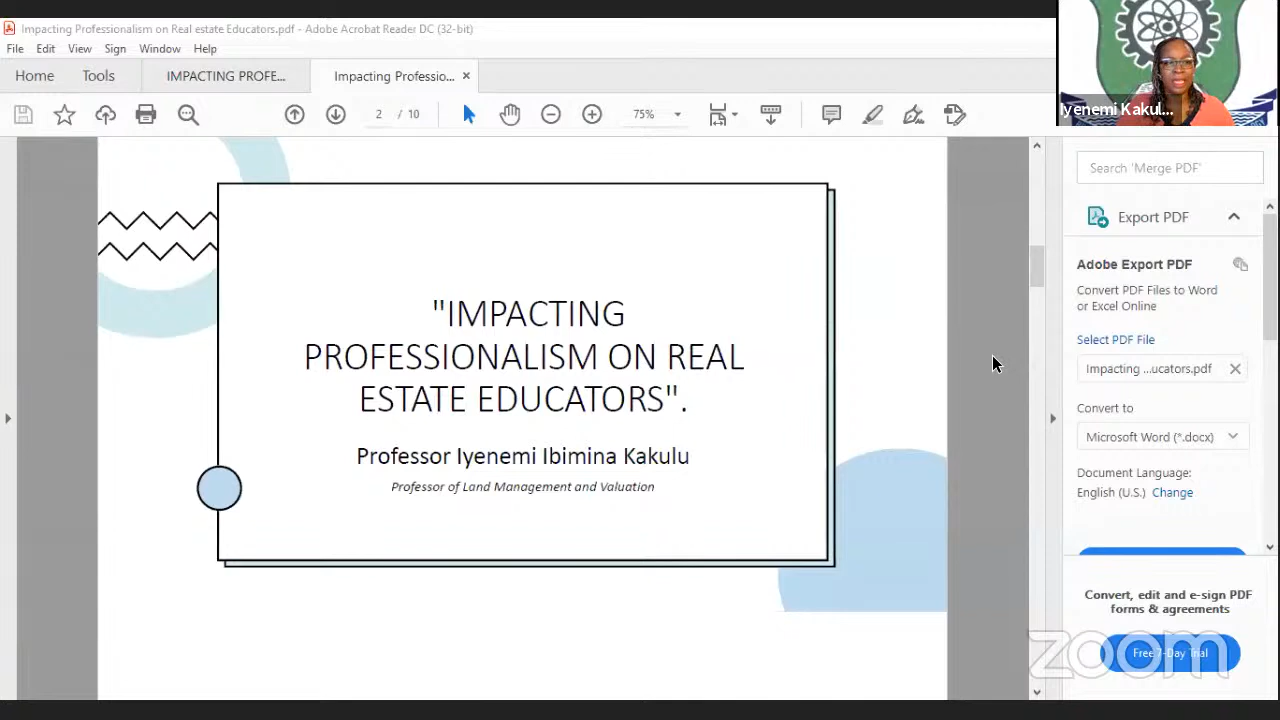 Impacting Professionalism on Real estate Educators.pdf - Adobe Acrobat Reader DC (32-bit)
File Edit View Sign Window Help
Home Tools IMPACTING PROFE... Impacting Professio... ×
2 / 10 75%
Iyenemi Kakul...
Search 'Merge PDF'
Export PDF
Adobe Export PDF
Convert PDF Files to Word
or Excel Online
Select PDF File
Impacting ...ucators.pdf
Convert to
Microsoft Word (*.docx)
Document Language:
English (U.S.) Change
Convert, edit and e-sign PDF
forms & agreements
Free 7-Day Trial
zoom
"IMPACTING
PROFESSIONALISM ON REAL
ESTATE EDUCATORS".
Professor Iyenemi Ibimina Kakulu
Professor of Land Management and Valuation